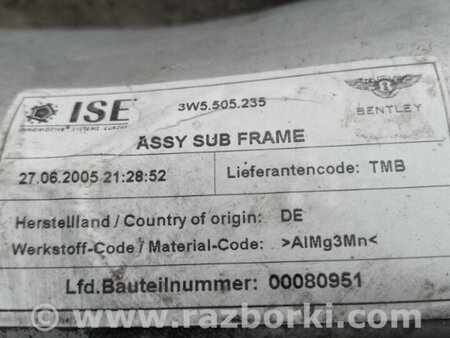 ISE
INNOMOTIVE SYSTEMS EUROPE
3W5.505.235
B
BENTLEY
ASSY SUB FRAME
27.06.2005 21:28:52
Lieferantencode: TMB
Herstellland / Country of origin: DE
Werkstoff-Code / Material-Code: >AlMg3Mn<
Lfd.Bauteilnummer: 00080951
www.razborki.com